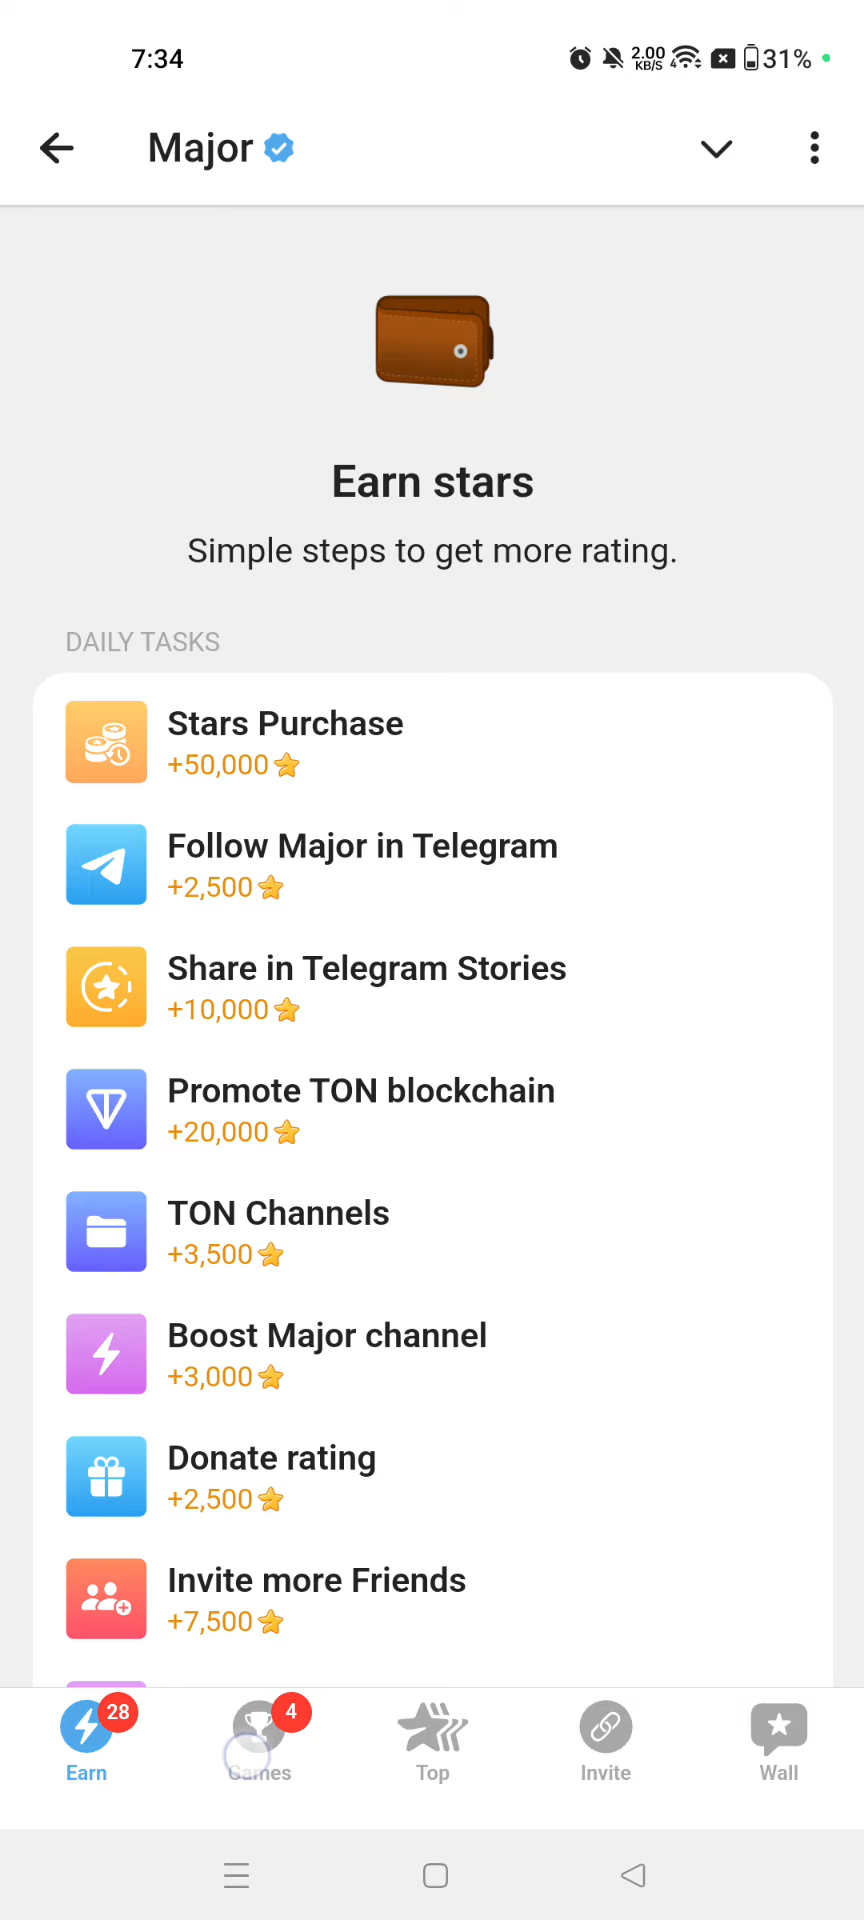 7:34
2.00
KB/S
4
31%
Major
Earn stars
Simple steps to get more rating.
DAILY TASKS
Stars Purchase
+50,000
Follow Major in Telegram
+2,500
Share in Telegram Stories
+10,000
Promote TON blockchain
+20,000
TON Channels
+3,500
Boost Major channel
+3,000
Donate rating
+2,500
Invite more Friends
+7,500
28
4
Earn
Games
Top
Invite
Wall